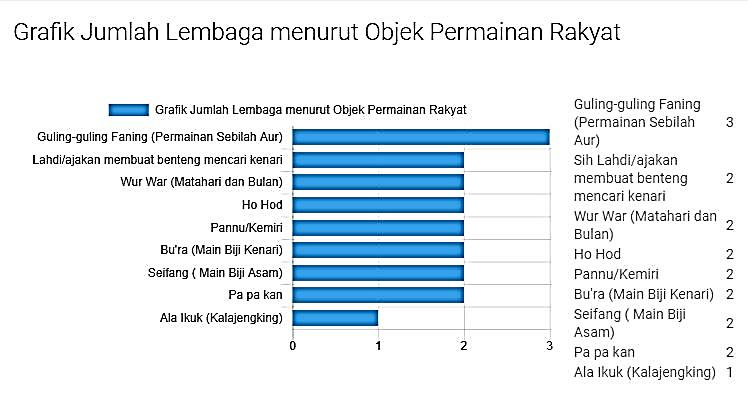 Grafik Jumlah Lembaga menurut Objek Permainan Rakyat
Grafik Jumlah Lembaga menurut Objek Permainan Rakyat
Guling-guling Faning (Permainan Sebilah Aur)
Lahdi/ajakan membuat benteng mencari kenari
Wur War (Matahari dan Bulan)
Ho Hod
Pannu/Kemiri
Bu'ra (Main Biji Kenari)
Seifang ( Main Biji Asam)
Pa pa kan
Ala Ikuk (Kalajengking)
0 1 2 3
Guling-guling Faning
(Permainan Sebilah 3
Aur)
Sih Lahdi/ajakan
membuat benteng 2
mencari kenari
Wur War (Matahari dan 2
Bulan)
Ho Hod 2
Pannu/Kemiri 2
Bu'ra (Main Biji Kenari) 2
Seifang ( Main Biji 2
Asam)
Pa pa kan 2
Ala Ikuk (Kalajengking) 1